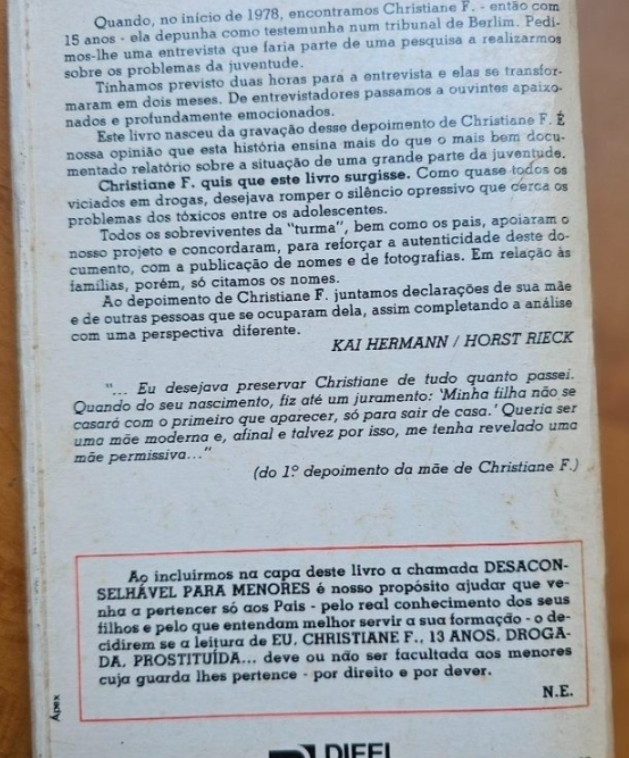 Quando, no início de 1978, encontramos Christiane F. - então com
15 anos - ela depunha como testemunha num tribunal de Berlim. Pedi-
mos-lhe uma entrevista que faria parte de uma pesquisa a realizarmos
sobre os problemas da juventude.
Tínhamos previsto duas horas para a entrevista e elas se transfor-
maram em dois meses. De entrevistadores passamos a ouvintes apaixo-
nados e profundamente emocionados.
Este livro nasceu da gravação desse depoimento de Christiane F. É
nossa opinião que esta história ensina mais do que o mais bem docu-
mentado relatório sobre a situação de uma grande parte da juventude.
Christiane F. quis que este livro surgisse. Como quase todos os
viciados em drogas, desejava romper o silêncio opressivo que cerca os
problemas dos tóxicos entre os adolescentes.
Todos os sobreviventes da "turma", bem como os pais, apoiaram o
nosso projeto e concordaram, para reforçar a autenticidade deste do-
cumento, com a publicação de nomes e de fotografias. Em relação às
famílias, porém, só citamos os nomes.
Ao depoimento de Christiane F. juntamos declarações de sua mãe
e de outras pessoas que se ocuparam dela, assim completando a análise
com uma perspectiva diferente.
KAI HERMANN / HORST RIECK
"... Eu desejava preservar Christiane de tudo quanto passei.
Quando do seu nascimento, fiz até um juramento: 'Minha filha não se
casará com o primeiro que aparecer, só para sair de casa.' Queria ser
uma mãe moderna e, afinal e talvez por isso, me tenha revelado uma
mãe permissiva..."
(do 1.º depoimento da mãe de Christiane F.)
Ao incluírmos na capa deste livro a chamada DESACON-
SELHÁVEL PARA MENORES é nosso propósito ajudar que ve-
nha a pertencer só aos Pais - pelo real conhecimento dos seus
filhos e pelo que entendam melhor servir a sua formação - o de-
cidirem se a leitura de EU, CHRISTIANE F., 13 ANOS, DROGA-
DA, PROSTITUÍDA... deve ou não ser facultada aos menores
cuja guarda lhes pertence - por direito e por dever.
N.E.
Ápex
DIFEL